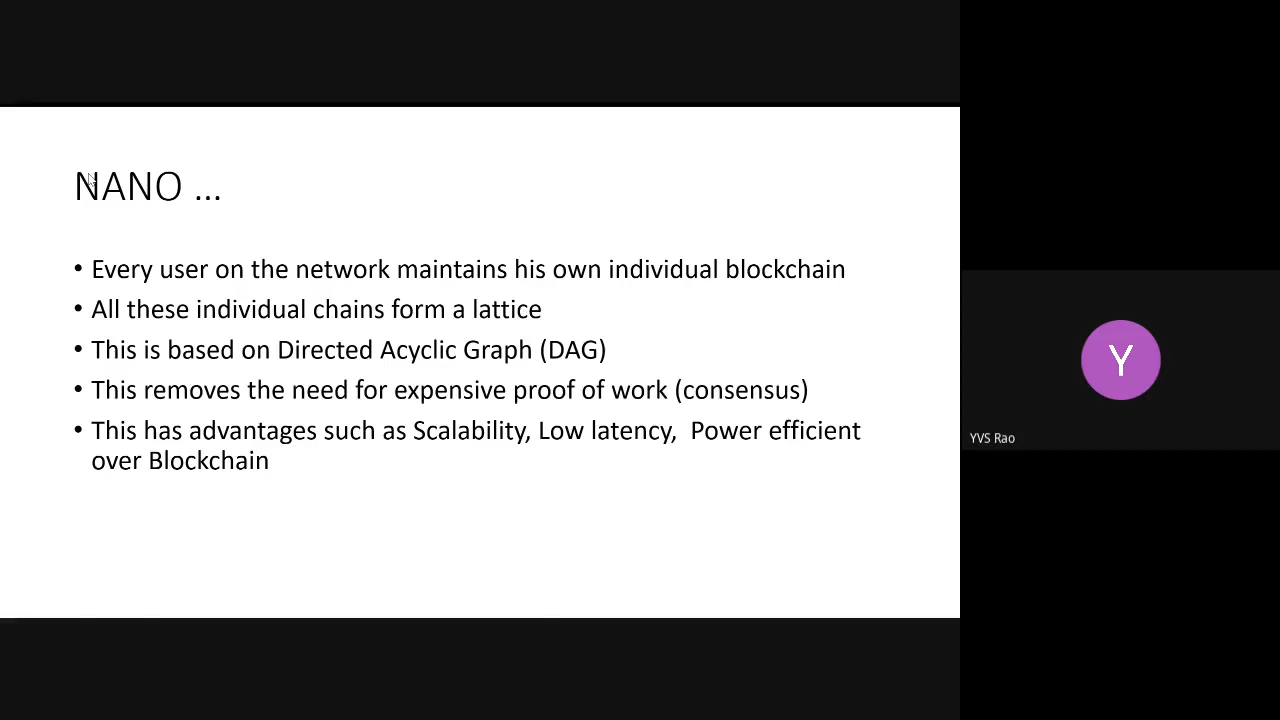 NANO ...
• Every user on the network maintains his own individual blockchain
• All these individual chains form a lattice
• This is based on Directed Acyclic Graph (DAG)
• This removes the need for expensive proof of work (consensus)
• This has advantages such as Scalability, Low latency,  Power efficient
over Blockchain
Y
YVS Rao